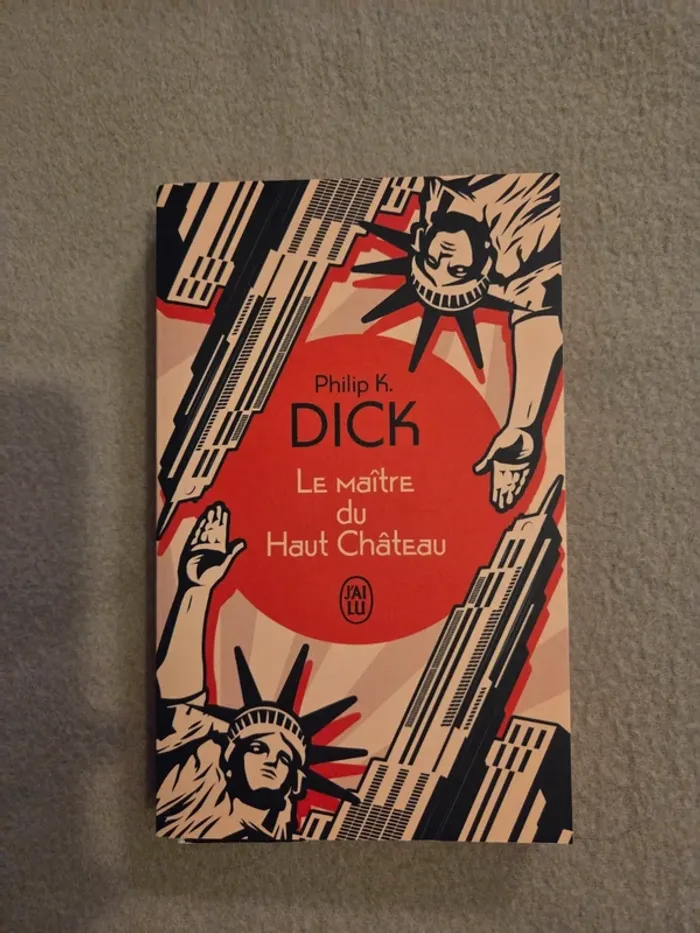 Philip K.
DICK
Le maître
du
Haut Château
J'AI
LU